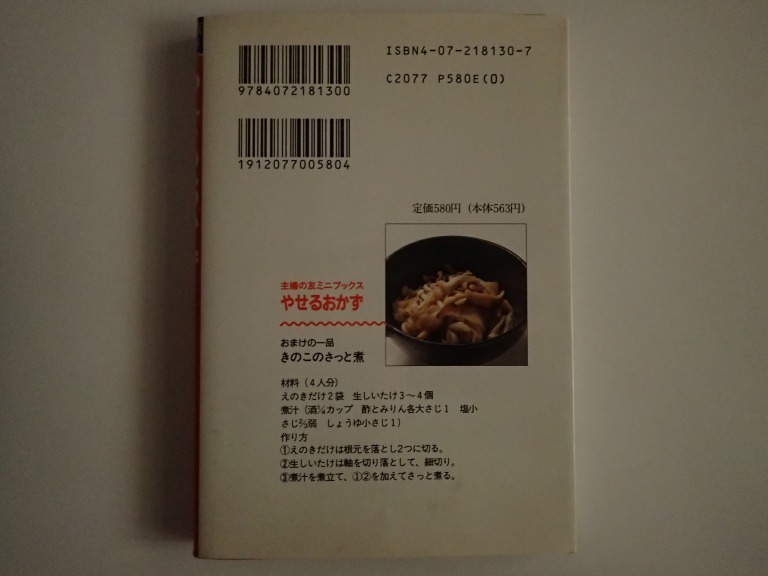 ISBN4-07-218130-7
C2077 P580E(0)
9784072181300
1912077005804
定価580円（本体563円）
主婦の友ミニブックス
やせるおかず
おまけの一品
きのこのさっと煮
材料（４人分）
えのきだけ２袋　生しいたけ３〜４個
煮汁（酒¼カップ　酢とみりん各大さじ１　塩小
さじ⅔弱　しょうゆ小さじ１）
作り方
①えのきだけは根元を落とし2つに切る。
②生しいたけは軸を切り落として、細切り。
③煮汁を煮立て、①②を加えてさっと煮る。